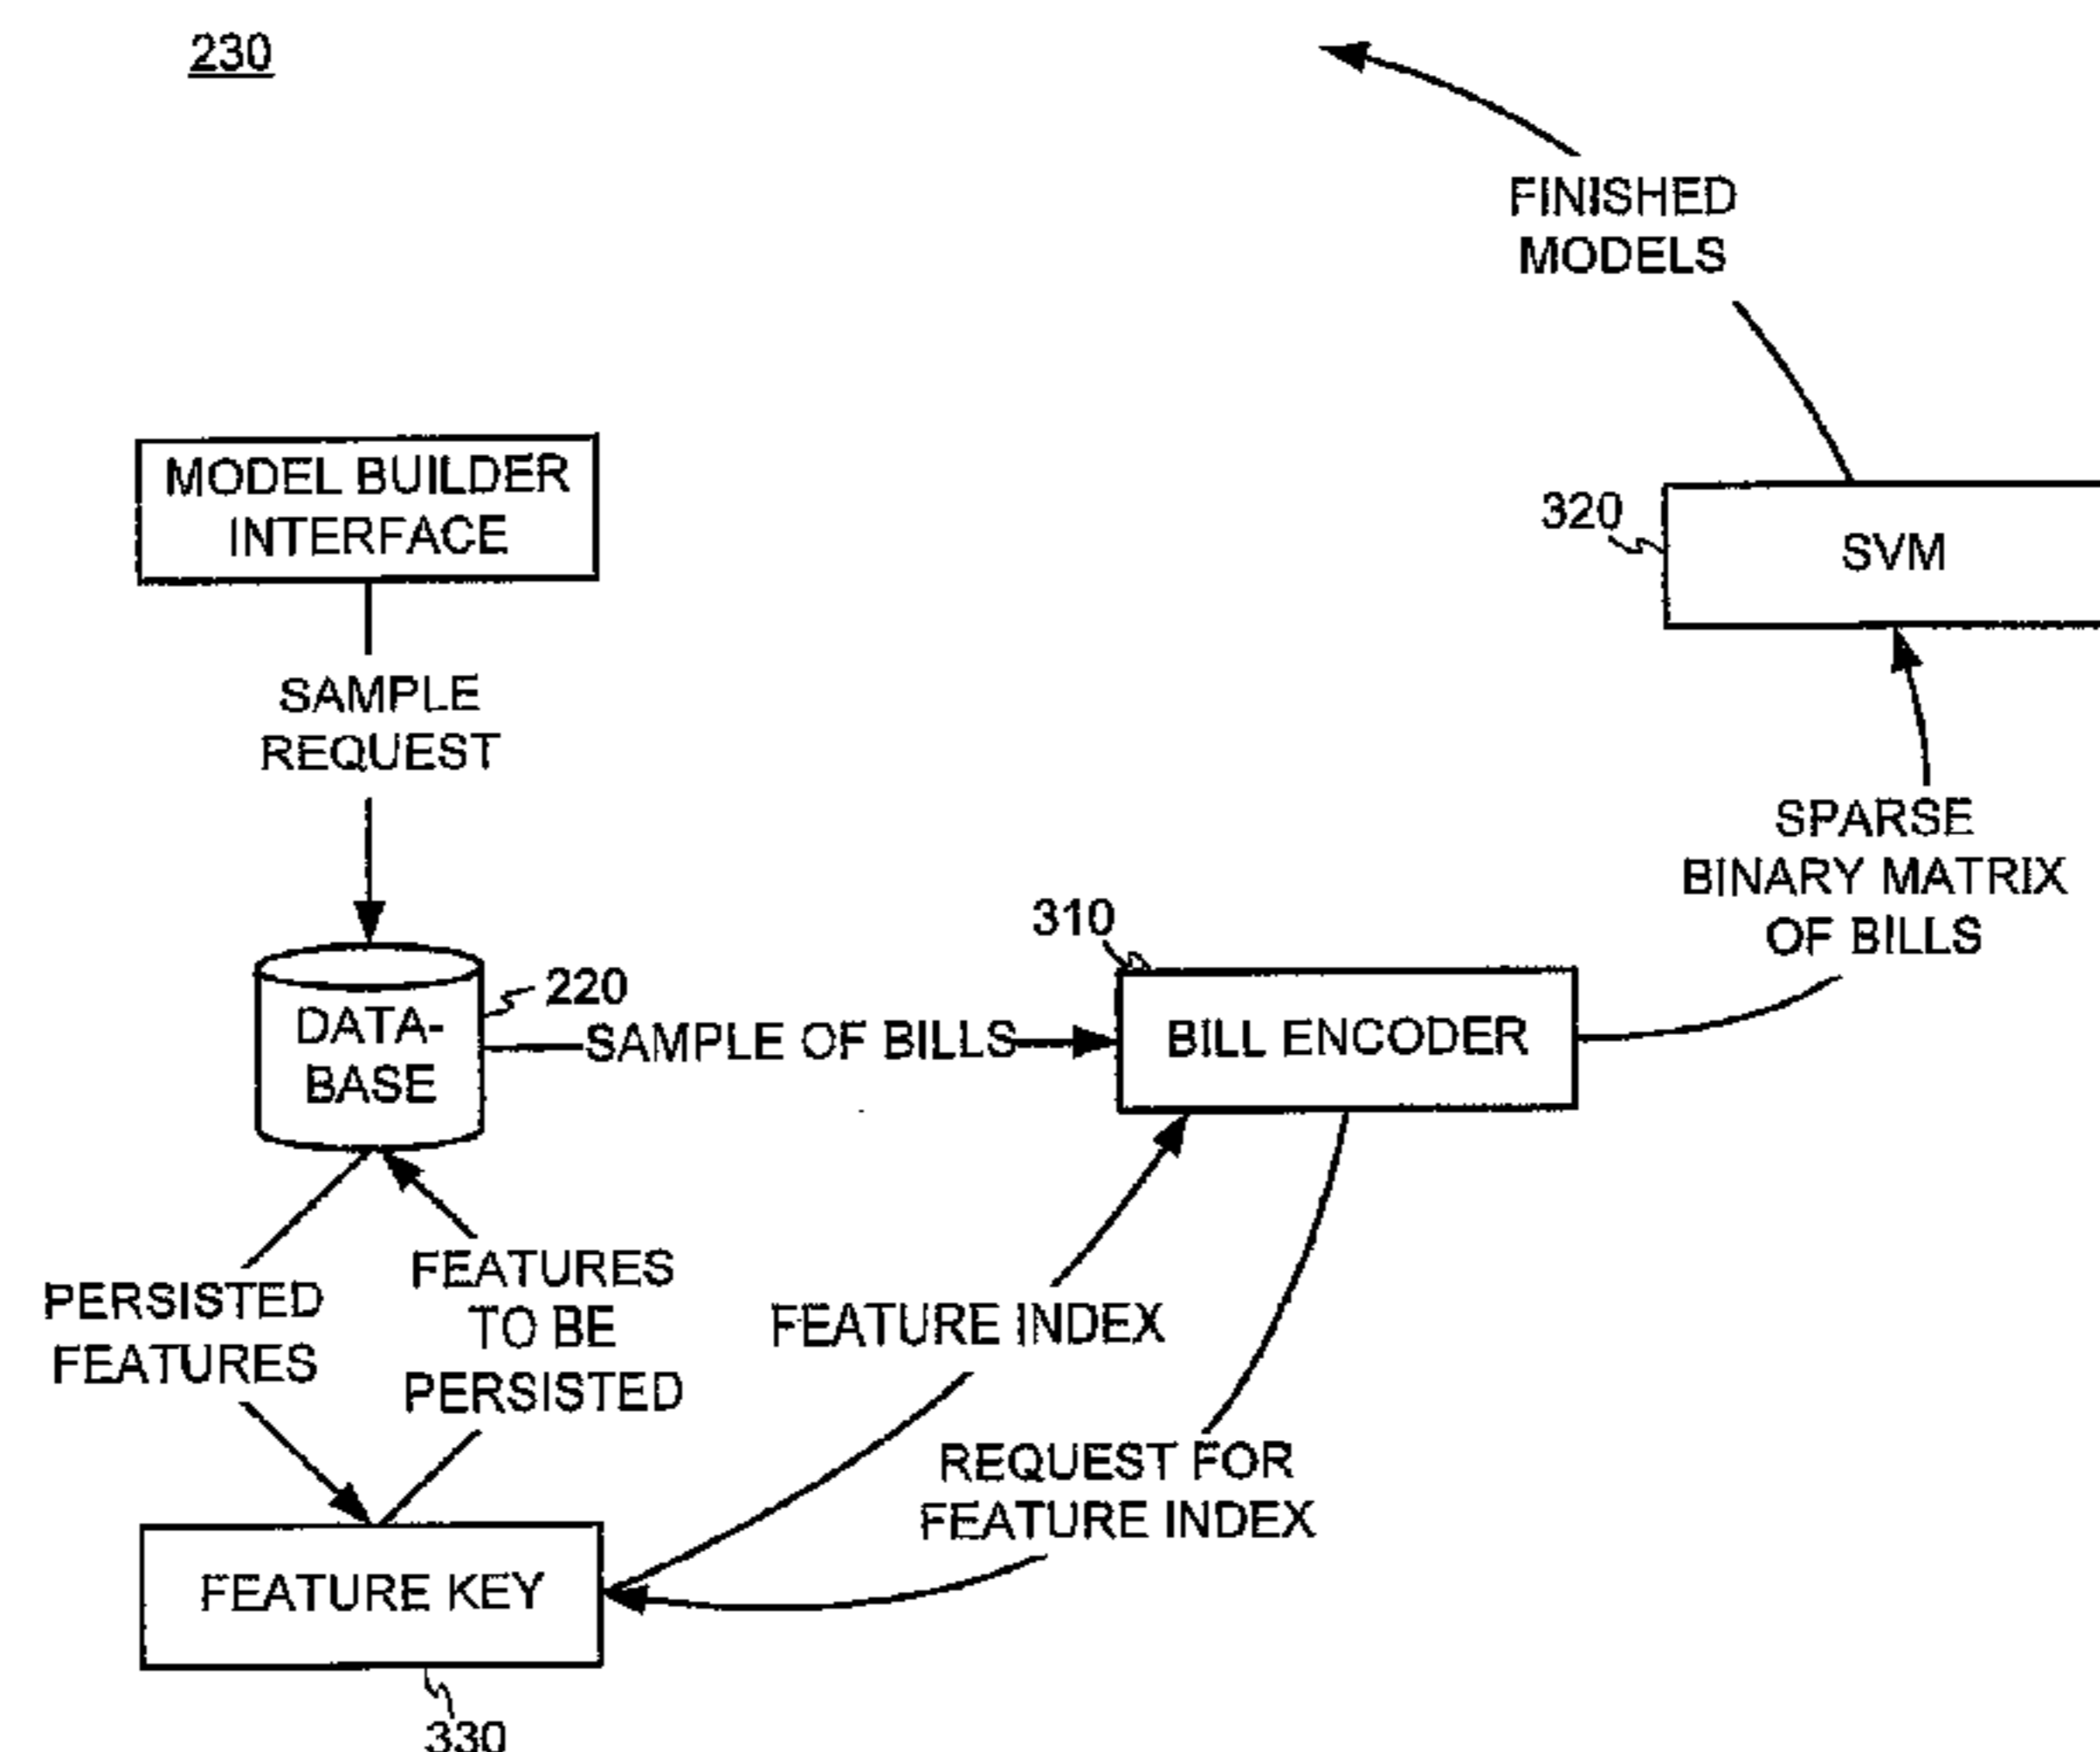 230
FINISHED
MODELS
MODEL BUILDER
INTERFACE
320
SVM
SAMPLE
REQUEST
SPARSE
BINARY MATRIX
OF BILLS
310
220
DATA-
BASE
SAMPLE OF BILLS
BILL ENCODER
FEATURES
TO BE
PERSISTED
PERSISTED
FEATURES
FEATURE INDEX
REQUEST FOR
FEATURE INDEX
FEATURE KEY
330